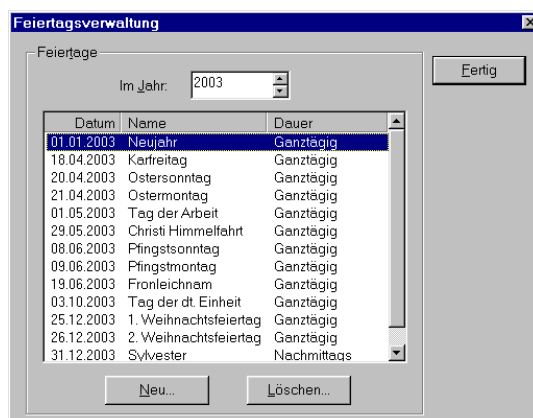 Feiertagsverwaltung
Feiertage
Fertig
Im Jahr: 2003
Datum Name Dauer
01.01.2003 Neujahr Ganztägig
18.04.2003 Karfreitag Ganztägig
20.04.2003 Ostersonntag Ganztägig
21.04.2003 Ostermontag Ganztägig
01.05.2003 Tag der Arbeit Ganztägig
29.05.2003 Christi Himmelfahrt Ganztägig
08.06.2003 Pfingstsonntag Ganztägig
09.06.2003 Pfingstmontag Ganztägig
19.06.2003 Fronleichnam Ganztägig
03.10.2003 Tag der dt. Einheit Ganztägig
25.12.2003 1. Weihnachtsfeiertag Ganztägig
26.12.2003 2. Weihnachtsfeiertag Ganztägig
31.12.2003 Sylvester Nachmittags
Neu... Löschen...